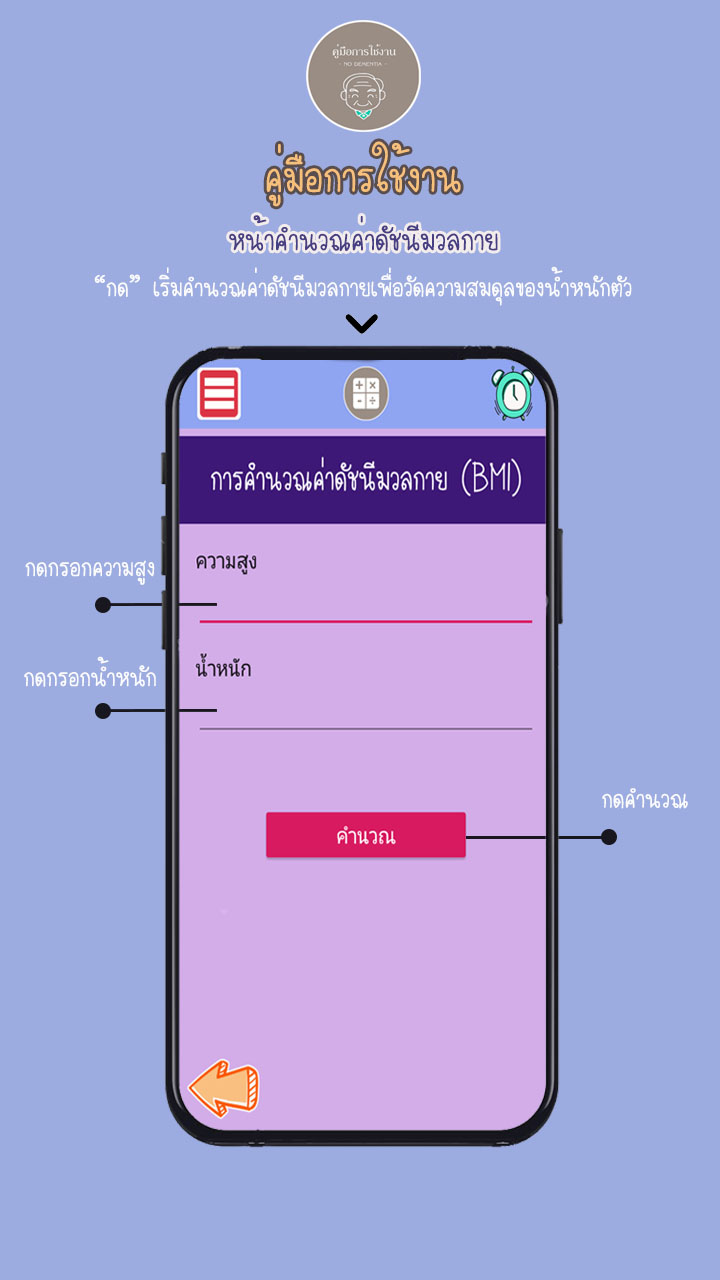 คู่มือการใช้งาน
- NO DEMENTIA -
คู่มือการใช้งาน
หน้าคำนวณค่าดัชนีมวลกาย
“กด” เริ่มคำนวณค่าดัชนีมวลกายเพื่อวัดความสมดุลของน้ำหนักตัว
การคำนวณค่าดัชนีมวลกาย (BMI)
ความสูง
กดกรอกความสูง
น้ำหนัก
กดกรอกน้ำหนัก
กดคำนวณ
คำนวณ